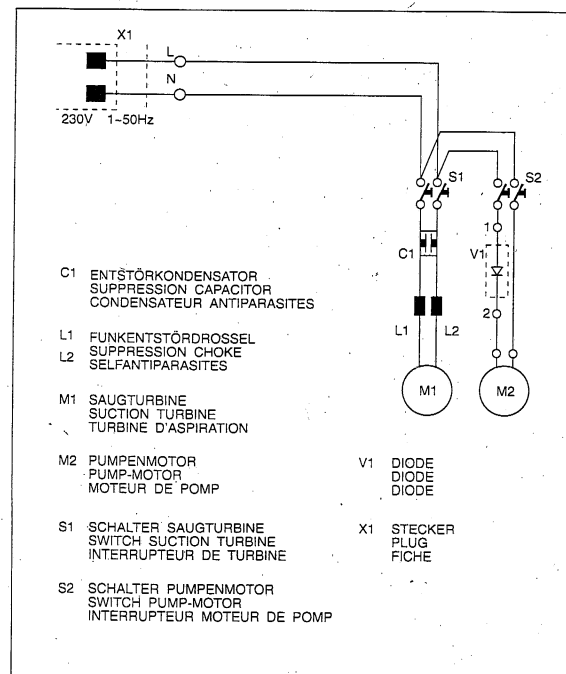 X1
L
N
230V 1~50Hz
S1
S2
1
C1
V1
2
L1
L2
M1
M2
C1 ENTSTÖRKONDENSATOR
SUPPRESSION CAPACITOR
CONDENSATEUR ANTIPARASITES
L1 FUNKENTSTÖRDROSSEL
L2 SUPPRESSION CHOKE
SELFANTIPARASITES
M1 SAUGTURBINE
SUCTION TURBINE
TURBINE D'ASPIRATION
M2 PUMPENMOTOR
PUMP-MOTOR
MOTEUR DE POMP
V1 DIODE
DIODE
DIODE
S1 SCHALTER SAUGTURBINE
SWITCH SUCTION TURBINE
INTERRUPTEUR DE TURBINE
X1 STECKER
PLUG
FICHE
S2 SCHALTER PUMPENMOTOR
SWITCH PUMP-MOTOR
INTERRUPTEUR MOTEUR DE POMP